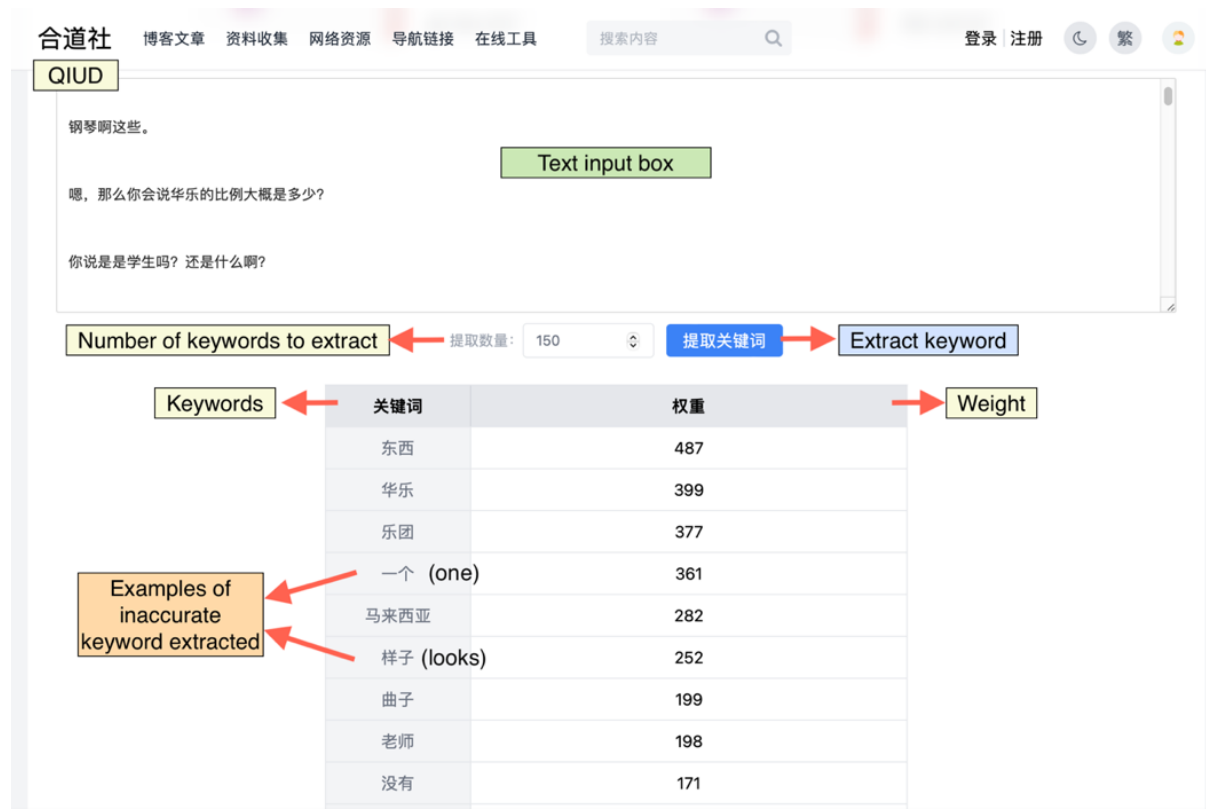 合道社 博客文章 资料收集 网络资源 导航链接 在线工具 搜索内容 登录 注册 繁
QIUD
钢琴啊这些。
Text input box
嗯，那么你会说华乐的比例大概是多少？
你说是是学生吗？还是什么啊？
Number of keywords to extract 提取数量： 150 提取关键词 Extract keyword
Keywords 关键词 权重 Weight
东西 487
华乐 399
乐团 377
一个 (one) 361
Examples of
inaccurate
keyword extracted
马来西亚 282
样子 (looks) 252
曲子 199
老师 198
没有 171